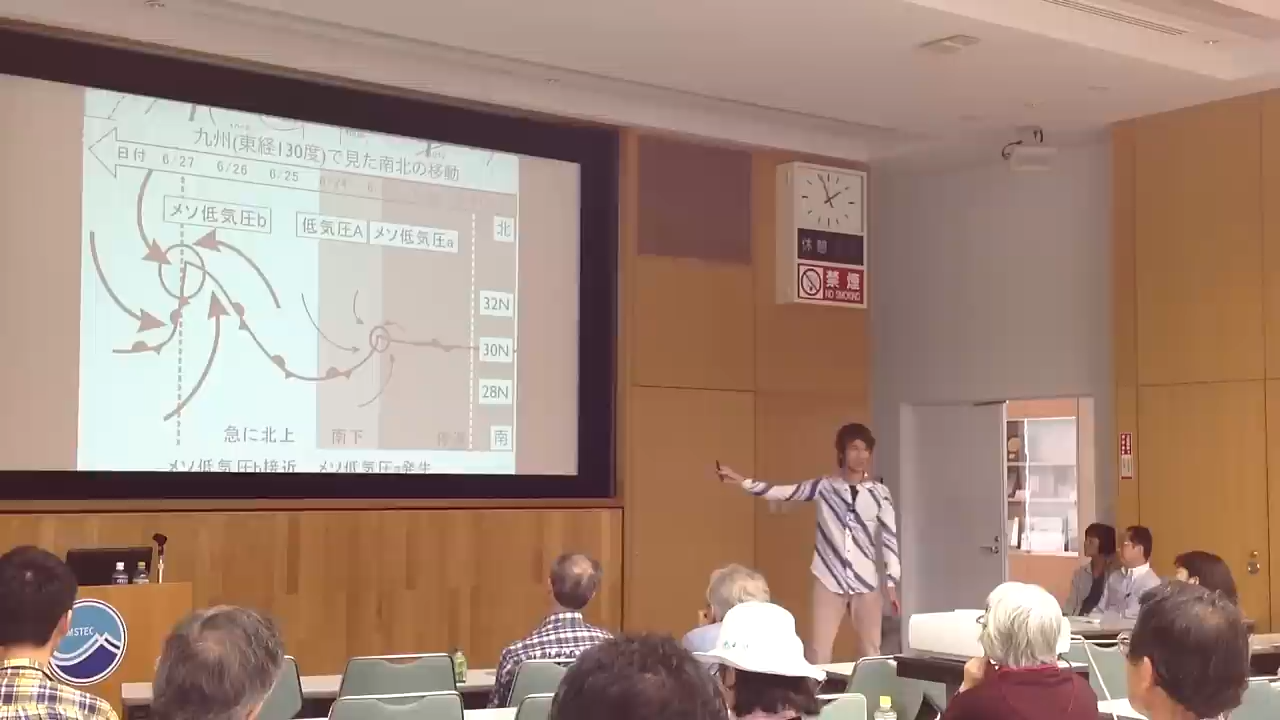 九州(東経130度)で見た南北の移動
日付 6/27 6/26 6/25 6/24
メソ低気圧b 低気圧A メソ低気圧a
北
32N
30N
28N
急に北上 南下 南
メソ低気圧b接近 メソ低気圧a発生
休憩
禁煙
NO SMOKING
MSTEC